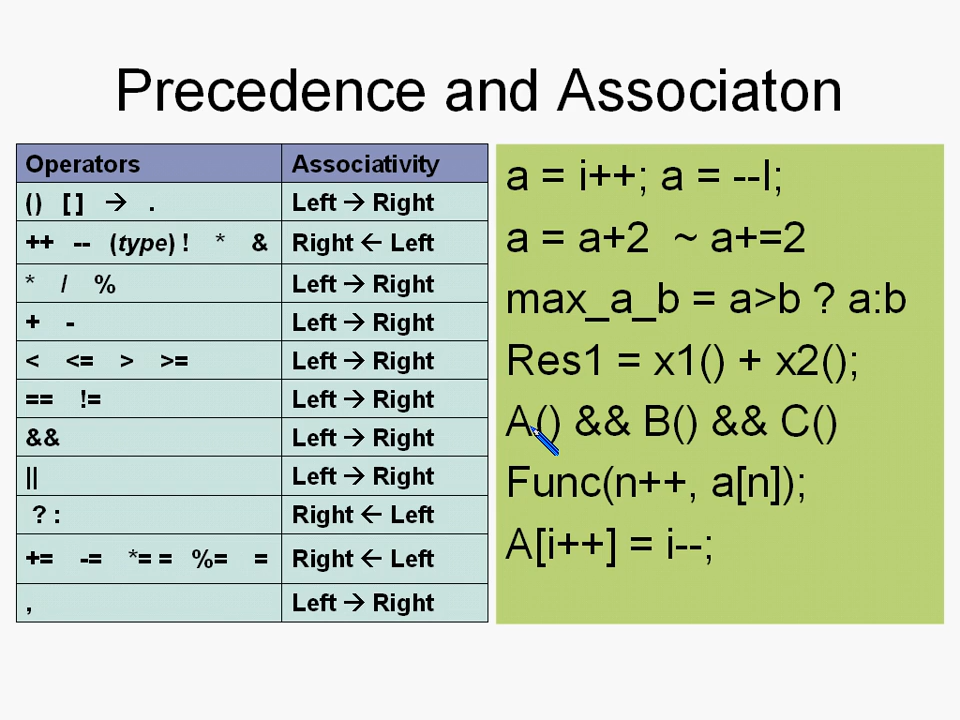 Precedence and Associaton
Operators Associativity
() [ ] → . Left → Right
++ -- (type) ! * & Right ← Left
* / % Left → Right
+ - Left → Right
< <= > >= Left → Right
== != Left → Right
&& Left → Right
|| Left → Right
? : Right ← Left
+= -= *= = %= = Right ← Left
, Left → Right
a = i++; a = --I;
a = a+2 ~ a+=2
max_a_b = a>b ? a:b
Res1 = x1() + x2();
A() && B() && C()
Func(n++, a[n]);
A[i++] = i--;